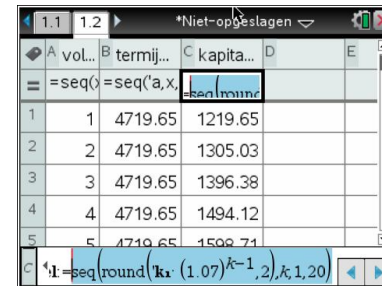 1.1 1.2 *Niet-opgeslagen
A vol... B termij... C kapita... D E
= =seq(› =seq('a,x, =seq(round
1 1 4719.65 1219.65
2 2 4719.65 1305.03
3 3 4719.65 1396.38
4 4 4719.65 1494.12
5 5 4719.65 1598.71
C :=seq(round('k1· (1.07)^k−1,2),k,1,20)